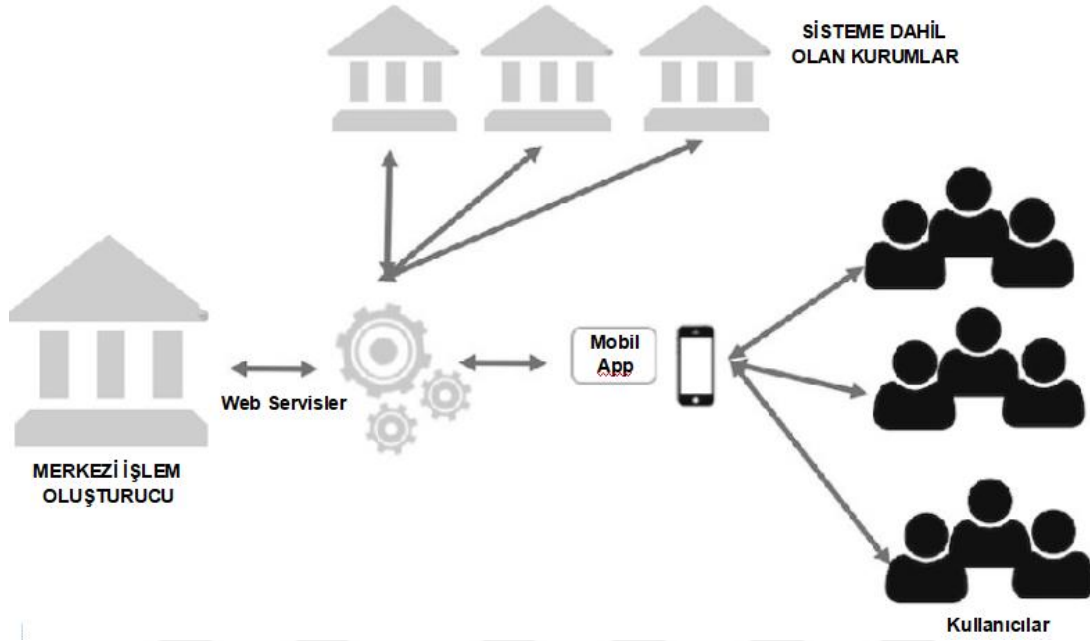 SİSTEME DAHİL
OLAN KURUMLAR
Mobil
App
Web Servisler
MERKEZİ İŞLEM
OLUŞTURUCU
Kullanıcılar